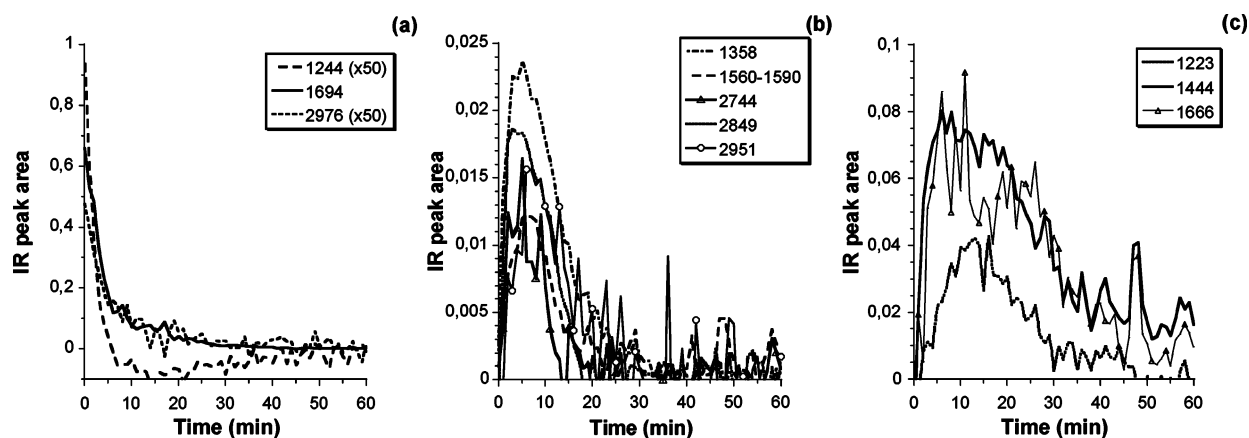 (a)
1244 (x50)
1694
2976 (x50)
IR peak area
1
0,8
0,6
0,4
0,2
0
0 10 20 30 40 50 60
Time (min)
(b)
1358
1560-1590
2744
2849
2951
IR peak area
0,025
0,02
0,015
0,01
0,005
0
0 10 20 30 40 50 60
Time (min)
(c)
1223
1444
1666
IR peak area
0,1
0,08
0,06
0,04
0,02
0
0 10 20 30 40 50 60
Time (min)